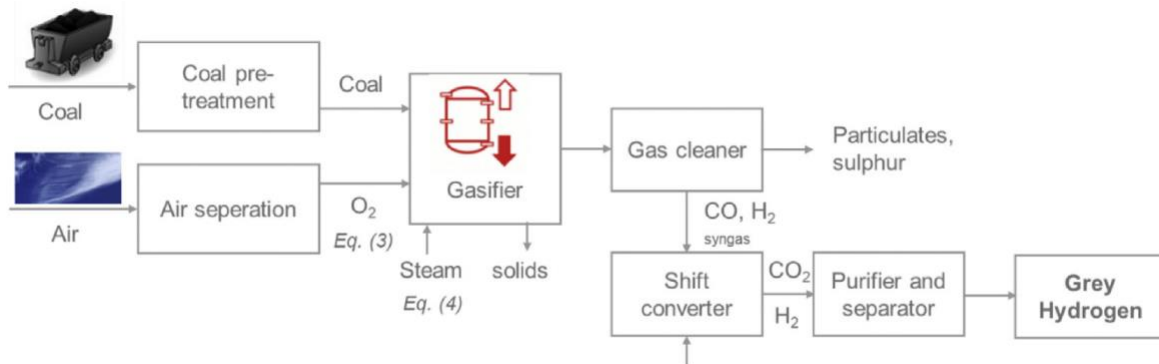 Coal
Coal pre-
treatment
Coal
Air
Air seperation
O₂
Eq. (3)
Gasifier
Steam
Eq. (4)
solids
Gas cleaner
Particulates,
sulphur
CO, H₂
syngas
Shift
converter
CO₂
H₂
Purifier and
separator
Grey
Hydrogen